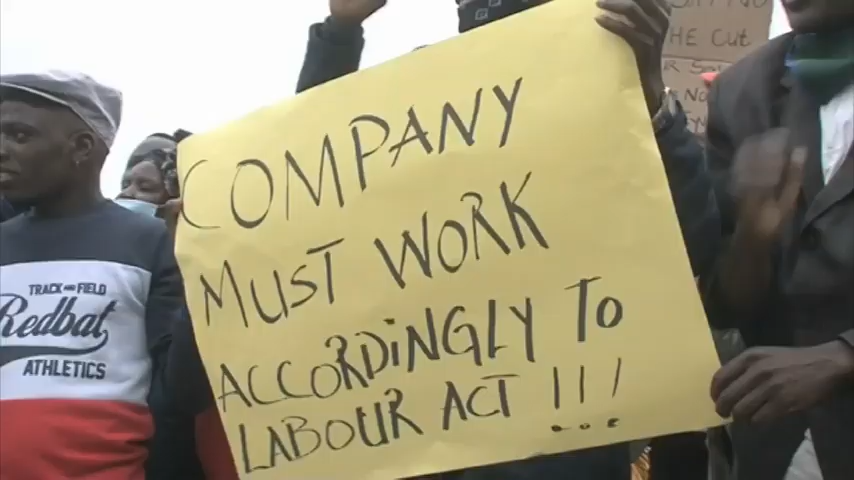 COMPANY
MUST WORK
ACCORDINGLY TO
LABOUR ACT !!!
TRACK AND FIELD
Redbat
ATHLETICS
HE CUT